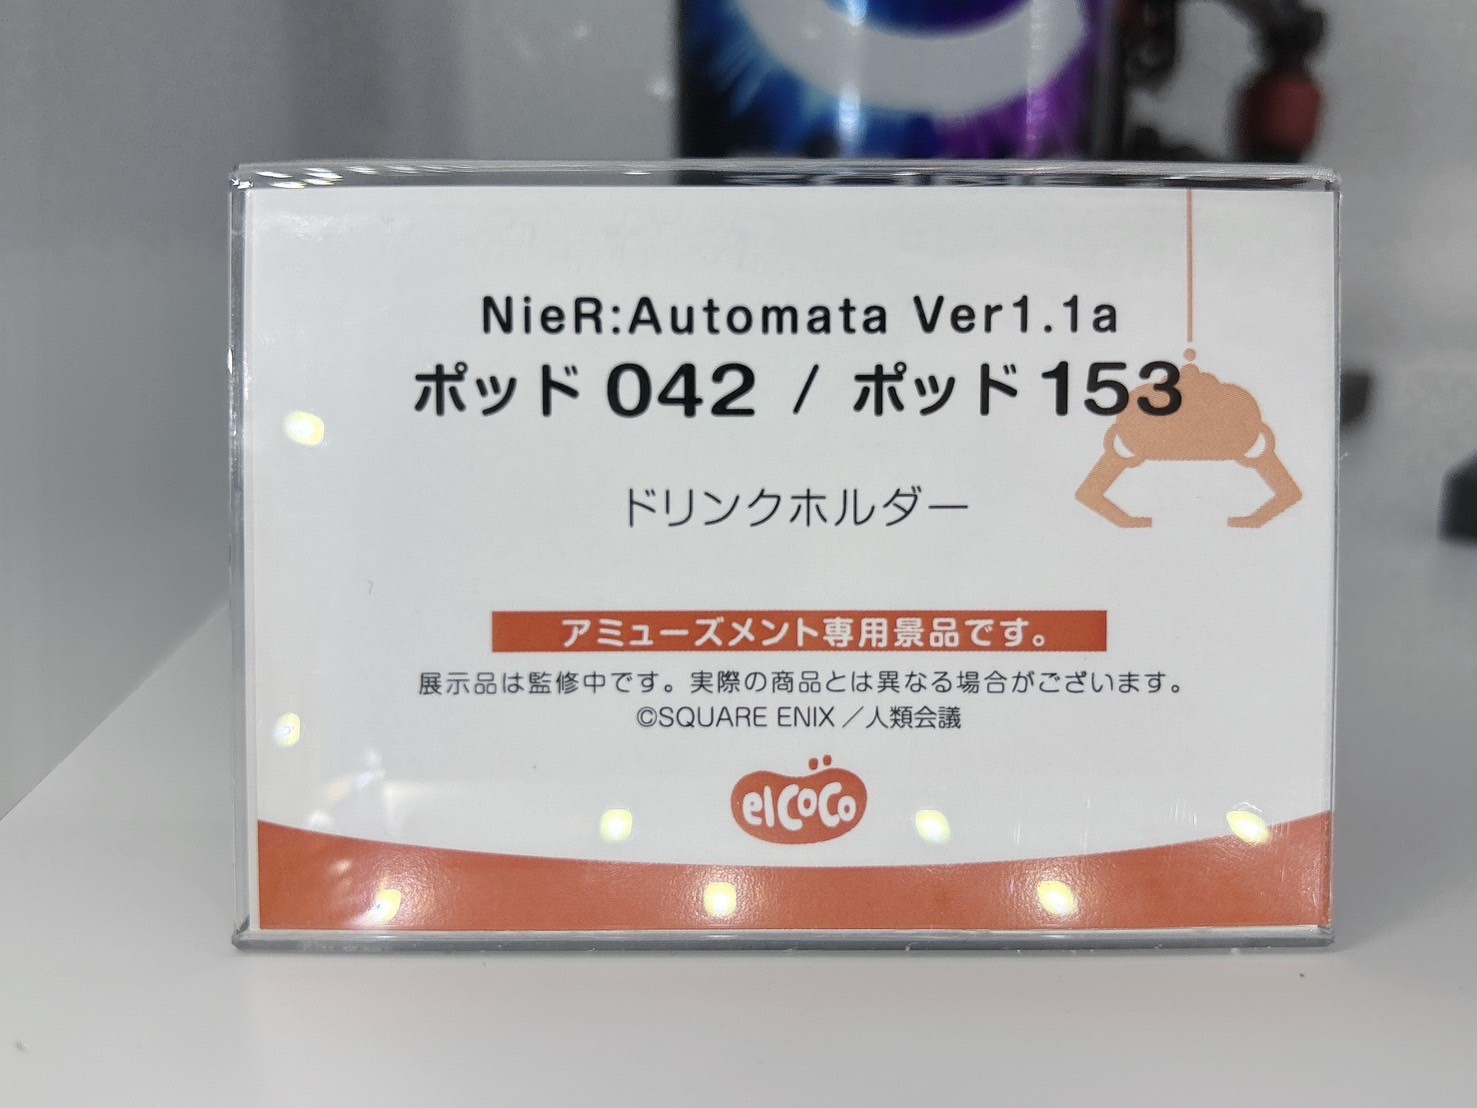 NieR:Automata Ver1.1a
ポッド 042 / ポッド 153
ドリンクホルダー
アミューズメント専用景品です。
展示品は監修中です。実際の商品とは異なる場合がございます。
©SQUARE ENIX／人類会議
elcoco